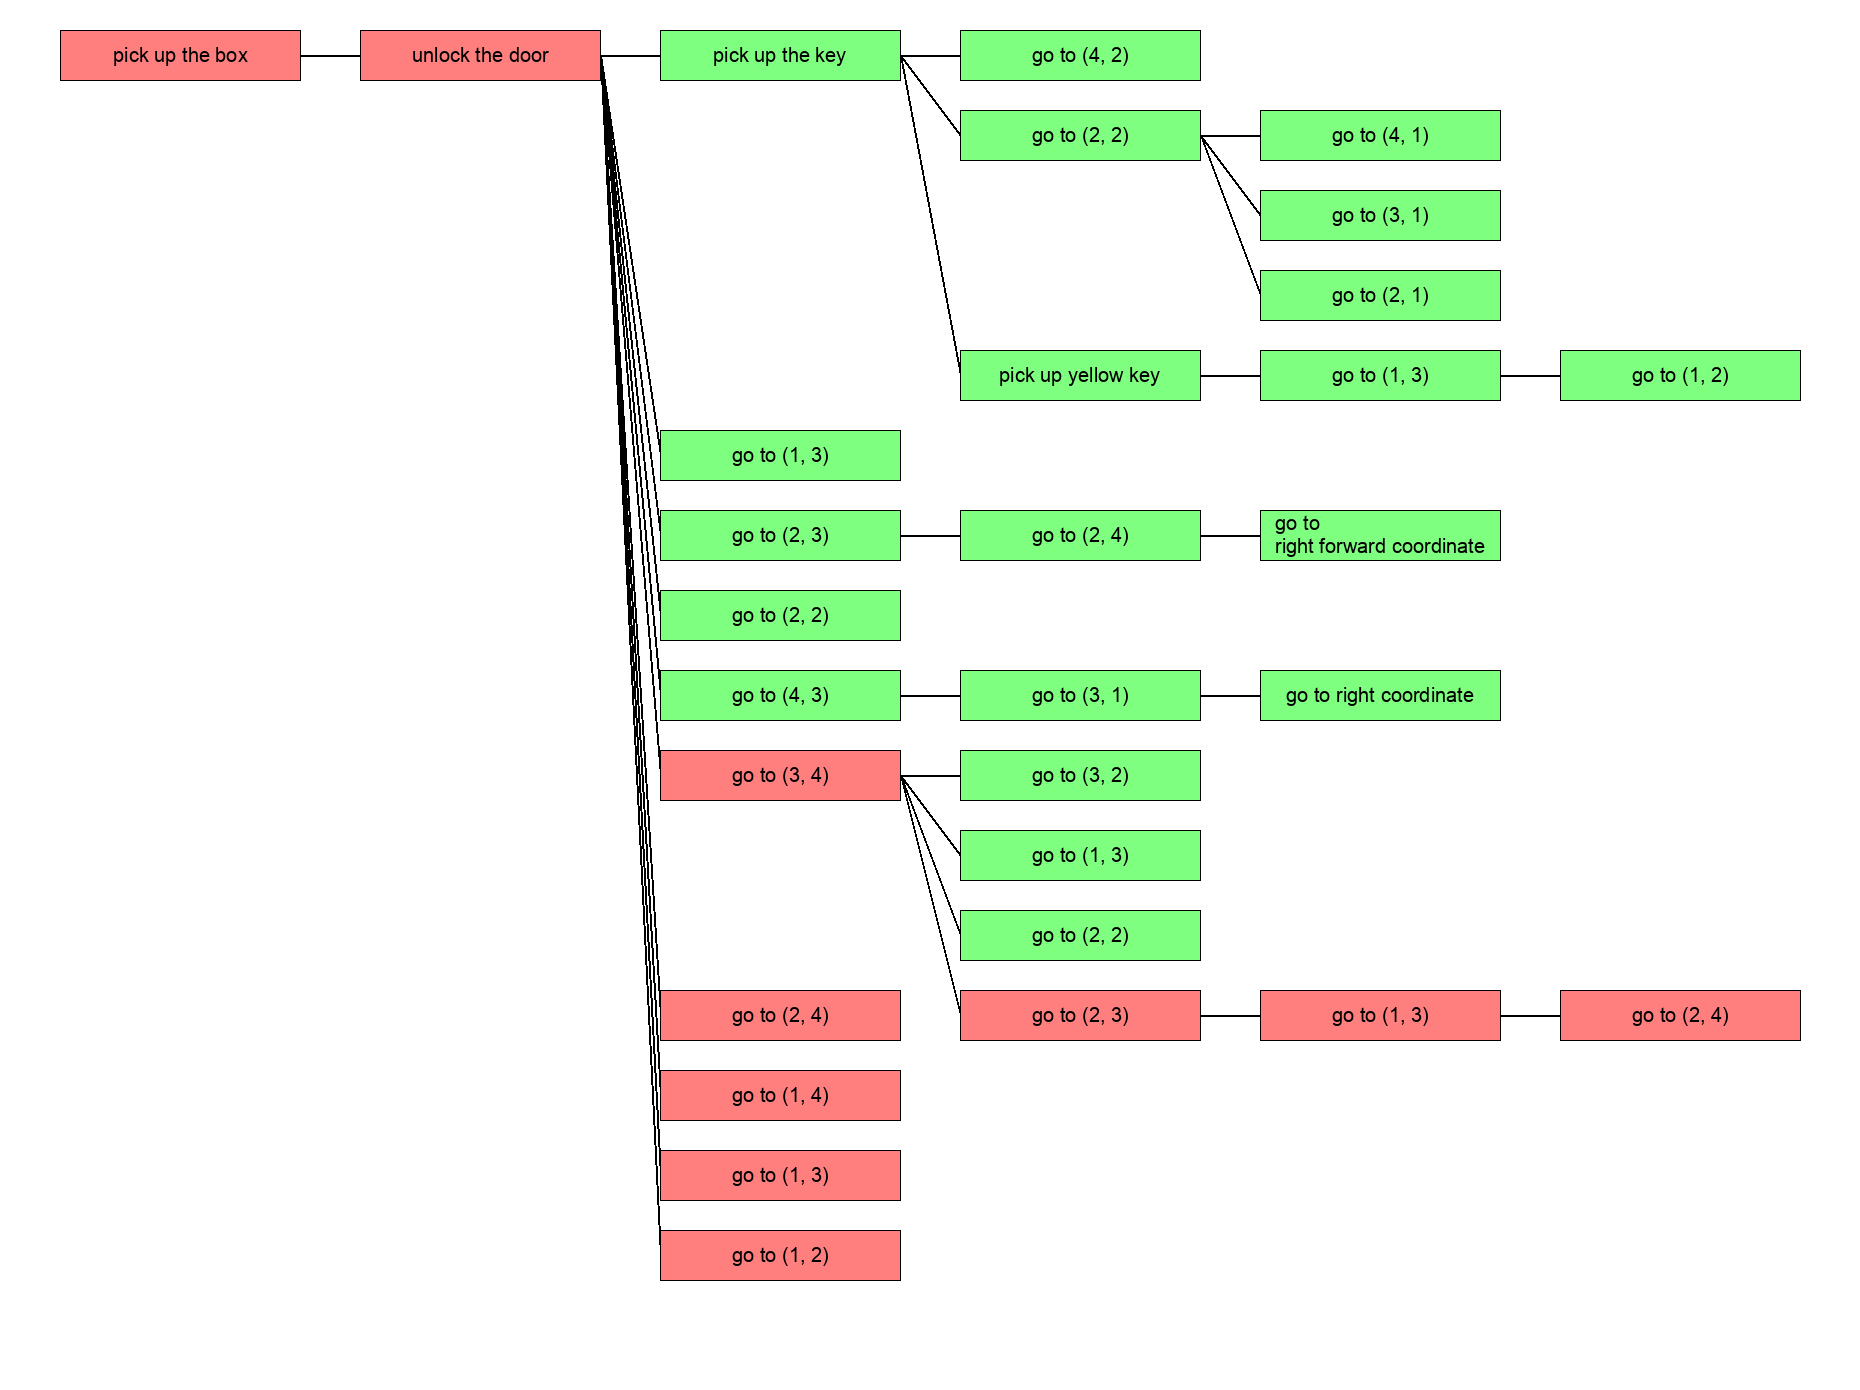 pick up the box
unlock the door
pick up the key
go to (4, 2)
go to (2, 2)
go to (4, 1)
go to (3, 1)
go to (2, 1)
pick up yellow key
go to (1, 3)
go to (1, 2)
go to (1, 3)
go to (2, 3)
go to (2, 4)
go to
right forward coordinate
go to (2, 2)
go to (4, 3)
go to (3, 1)
go to right coordinate
go to (3, 4)
go to (3, 2)
go to (1, 3)
go to (2, 2)
go to (2, 4)
go to (2, 3)
go to (1, 3)
go to (2, 4)
go to (1, 4)
go to (1, 3)
go to (1, 2)